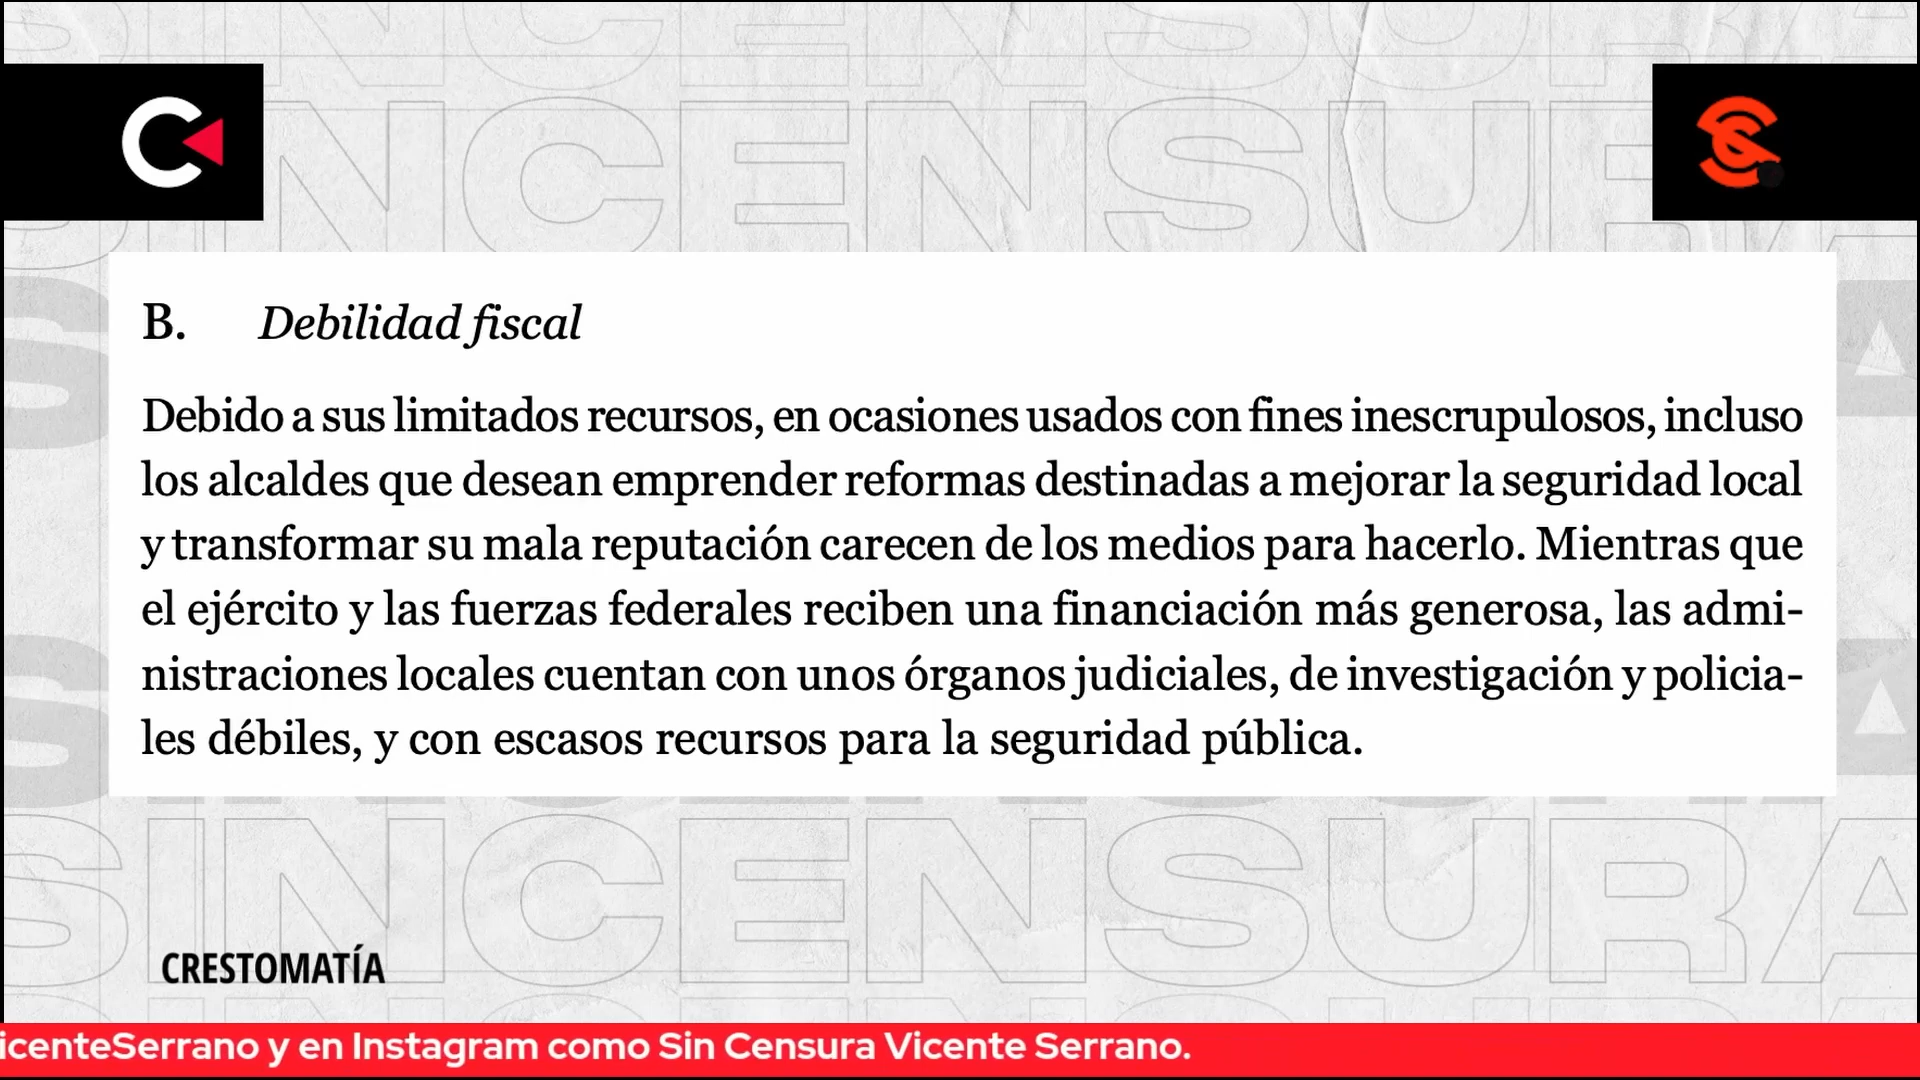 SINCENSURA
B. Debilidad fiscal
Debido a sus limitados recursos, en ocasiones usados con fines inescrupulosos, incluso
los alcaldes que desean emprender reformas destinadas a mejorar la seguridad local
y transformar su mala reputación carecen de los medios para hacerlo. Mientras que
el ejército y las fuerzas federales reciben una financiación más generosa, las admi-
nistraciones locales cuentan con unos órganos judiciales, de investigación y policia-
les débiles, y con escasos recursos para la seguridad pública.
SINCENSURA
CRESTOMATÍA
icenteSerrano y en Instagram como Sin Censura Vicente Serrano.